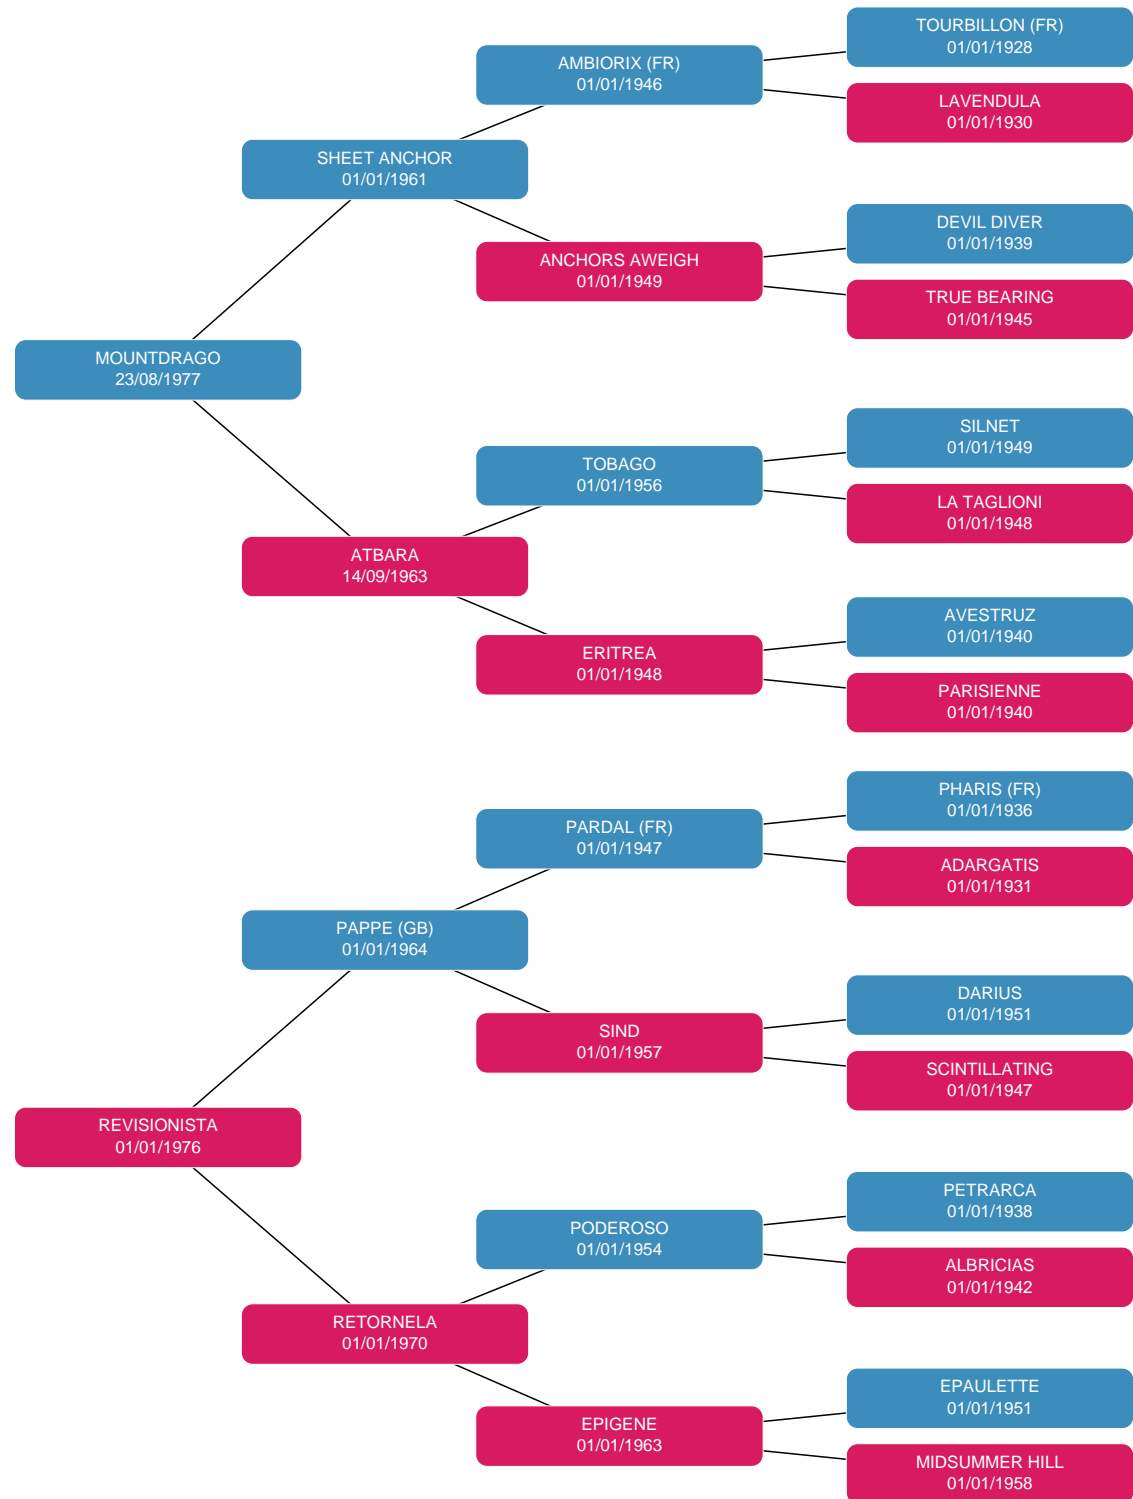 TOURBILLON (FR)
01/01/1928
AMBIORIX (FR)
01/01/1946
LAVENDULA
01/01/1930
SHEET ANCHOR
01/01/1961
DEVIL DIVER
01/01/1939
ANCHORS AWEIGH
01/01/1949
TRUE BEARING
01/01/1945
MOUNTDRAGO
23/08/1977
SILNET
01/01/1949
TOBAGO
01/01/1956
LA TAGLIONI
01/01/1948
ATBARA
14/09/1963
AVESTRUZ
01/01/1940
ERITREA
01/01/1948
PARISIENNE
01/01/1940
PHARIS (FR)
01/01/1936
PARDAL (FR)
01/01/1947
ADARGATIS
01/01/1931
PAPPE (GB)
01/01/1964
DARIUS
01/01/1951
SIND
01/01/1957
SCINTILLATING
01/01/1947
REVISIONISTA
01/01/1976
PETRARCA
01/01/1938
PODEROSO
01/01/1954
ALBRICIAS
01/01/1942
RETORNELA
01/01/1970
EPAULETTE
01/01/1951
EPIGENE
01/01/1963
MIDSUMMER HILL
01/01/1958